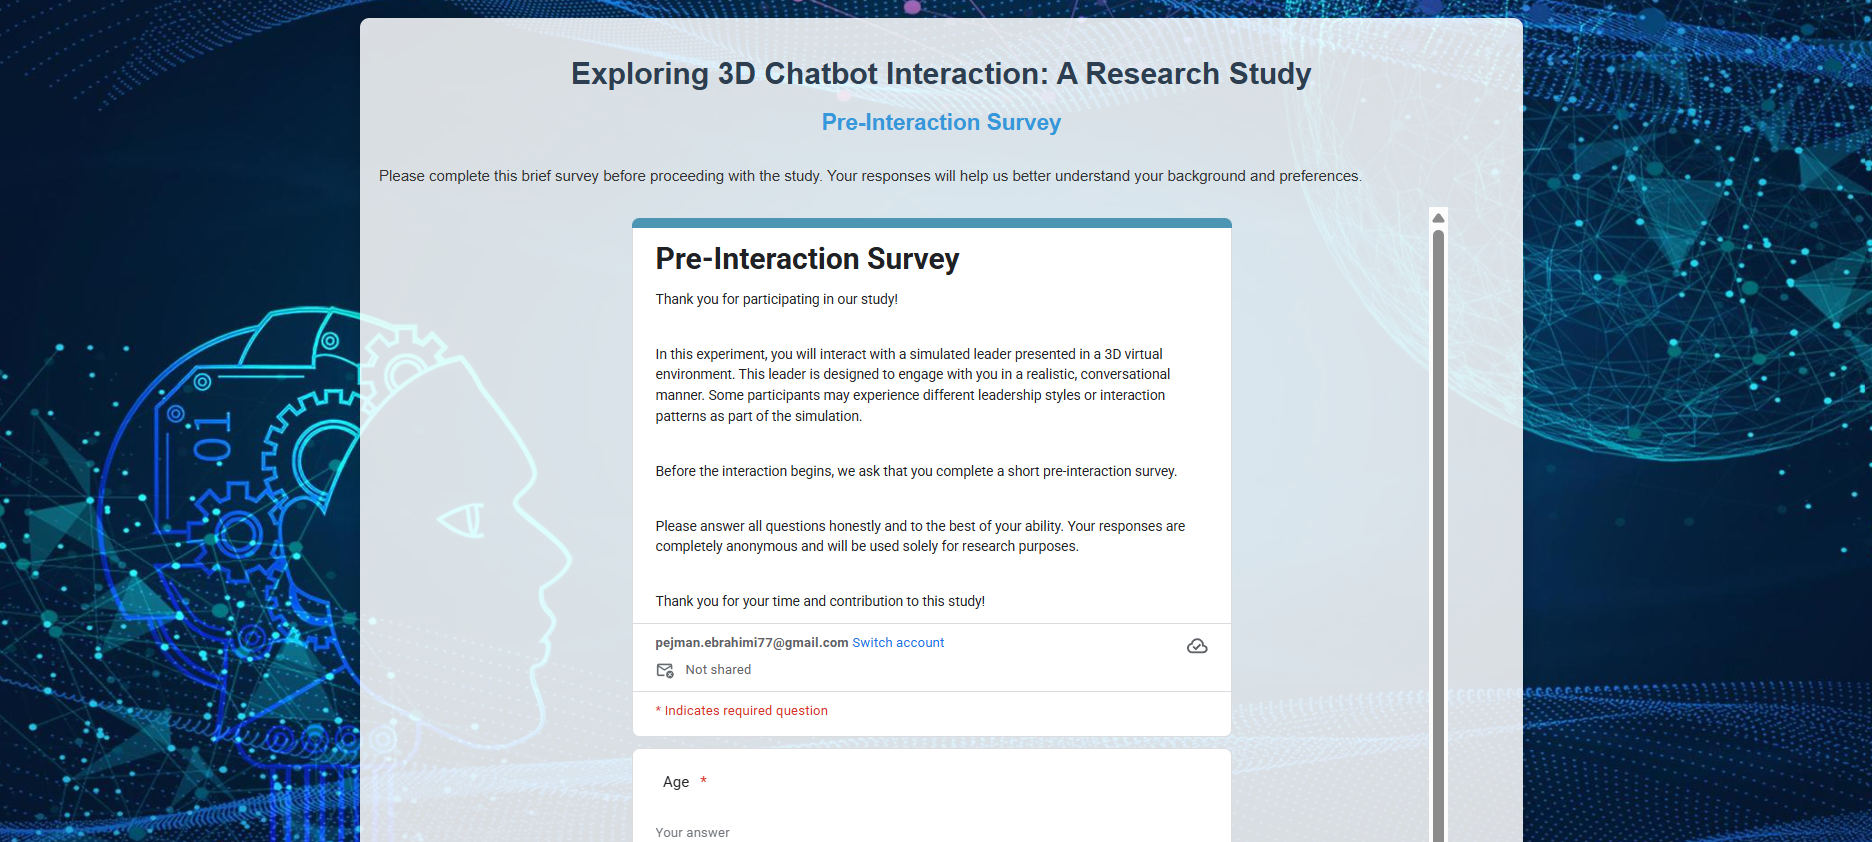 Exploring 3D Chatbot Interaction: A Research Study
Pre-Interaction Survey
Please complete this brief survey before proceeding with the study. Your responses will help us better understand your background and preferences.
Pre-Interaction Survey
Thank you for participating in our study!
In this experiment, you will interact with a simulated leader presented in a 3D virtual
environment. This leader is designed to engage with you in a realistic, conversational
manner. Some participants may experience different leadership styles or interaction
patterns as part of the simulation.
Before the interaction begins, we ask that you complete a short pre-interaction survey.
Please answer all questions honestly and to the best of your ability. Your responses are
completely anonymous and will be used solely for research purposes.
Thank you for your time and contribution to this study!
pejman.ebrahimi77@gmail.com Switch account
Not shared
* Indicates required question
Age *
Your answer
01